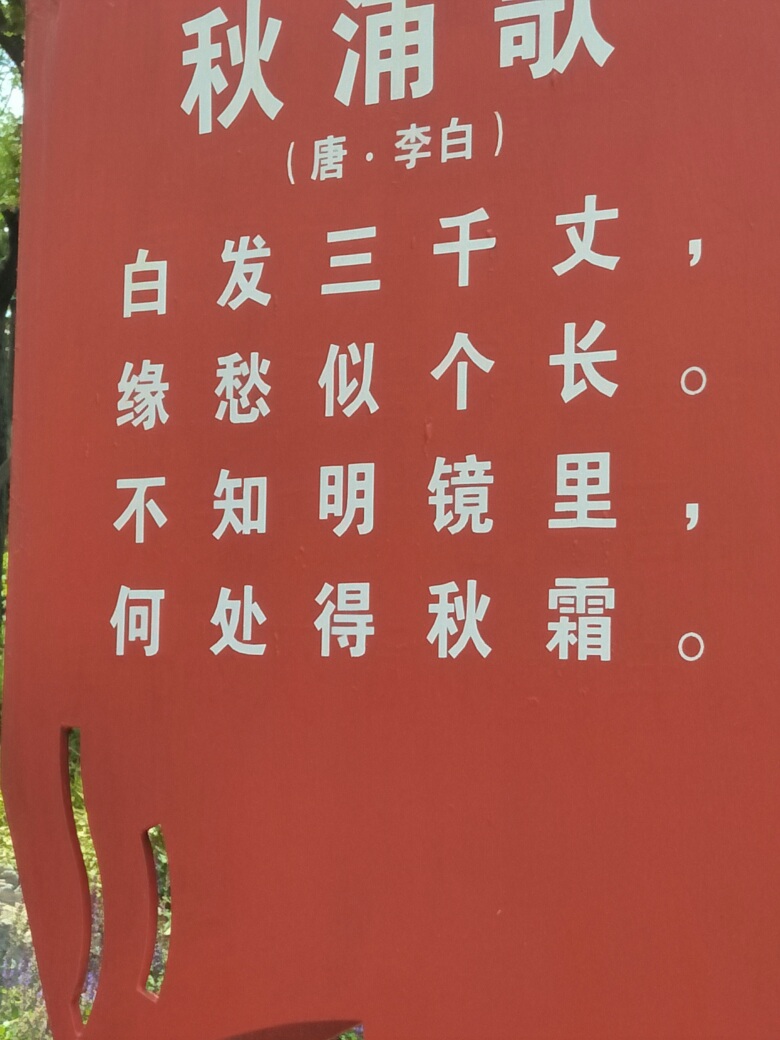 秋浦歌
（唐·李白）
白发三千丈，
缘愁似个长。
不知明镜里，
何处得秋霜。